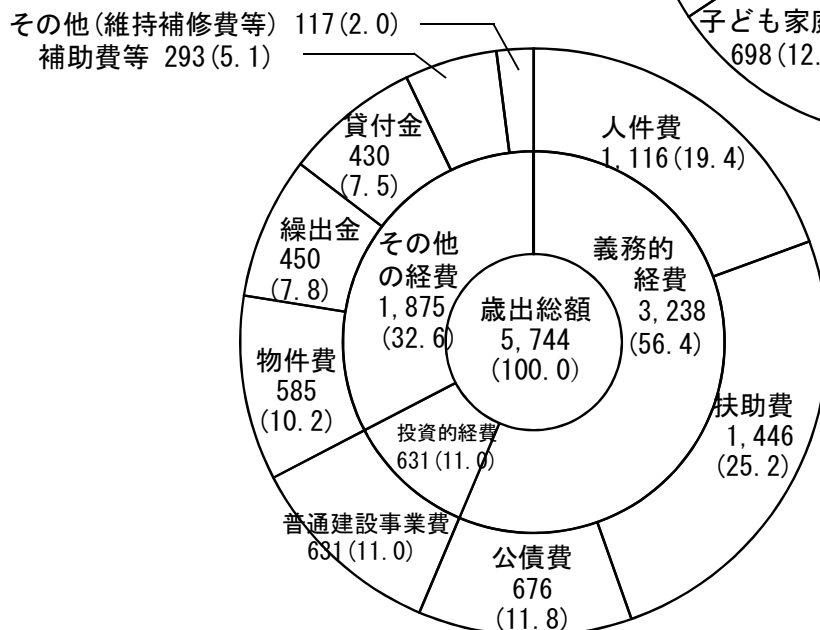 その他(維持補修費等) 117(2.0)
補助費等 293(5.1)
子ども家庭
698(12.
人件費
1,116(19.4)
貸付金
430
(7.5)
繰出金
450
(7.8)
その他
の経費
1,875
(32.6)
義務的
経費
3,238
(56.4)
歳出総額
5,744
(100.0)
物件費
585
(10.2)
扶助費
1,446
(25.2)
投資的経費
631(11.0)
普通建設事業費
631(11.0)
公債費
676
(11.8)